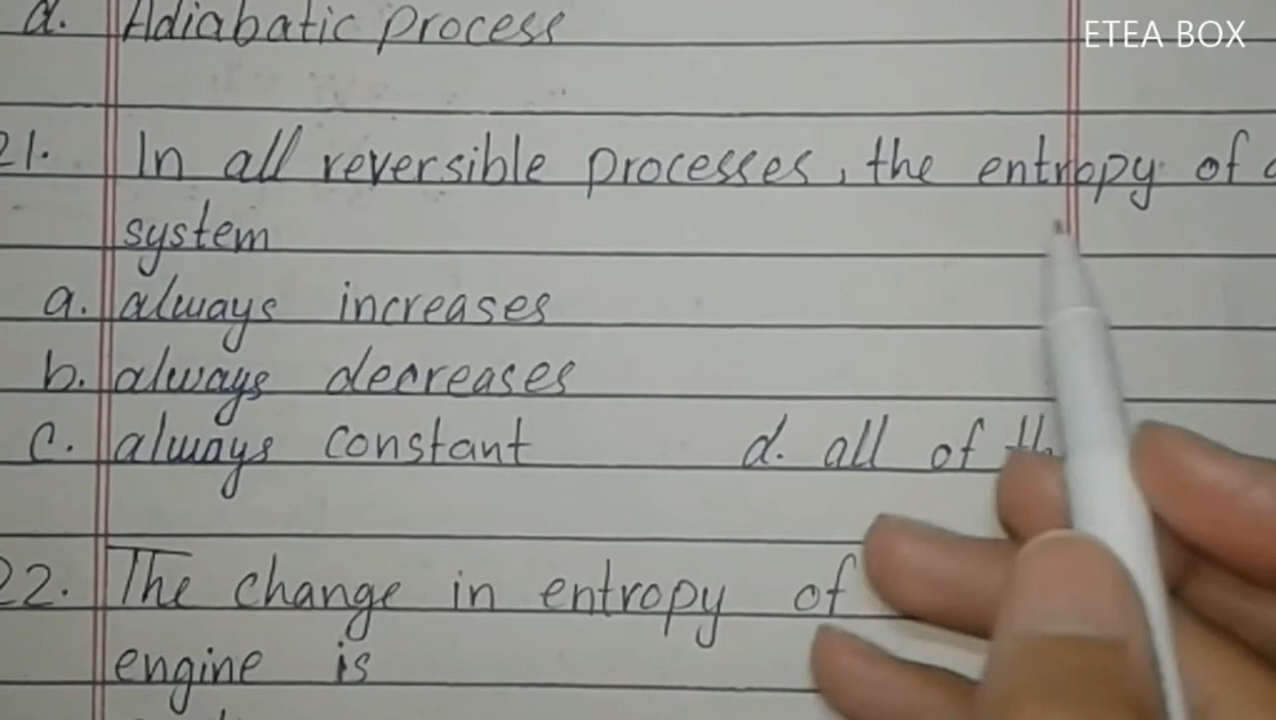 d. Adiabatic process
ETEA BOX
21. In all reversible processes, the entropy of
system
a. always increases
b. always decreases
c. always constant d. all of
22. The change in entropy of
engine is